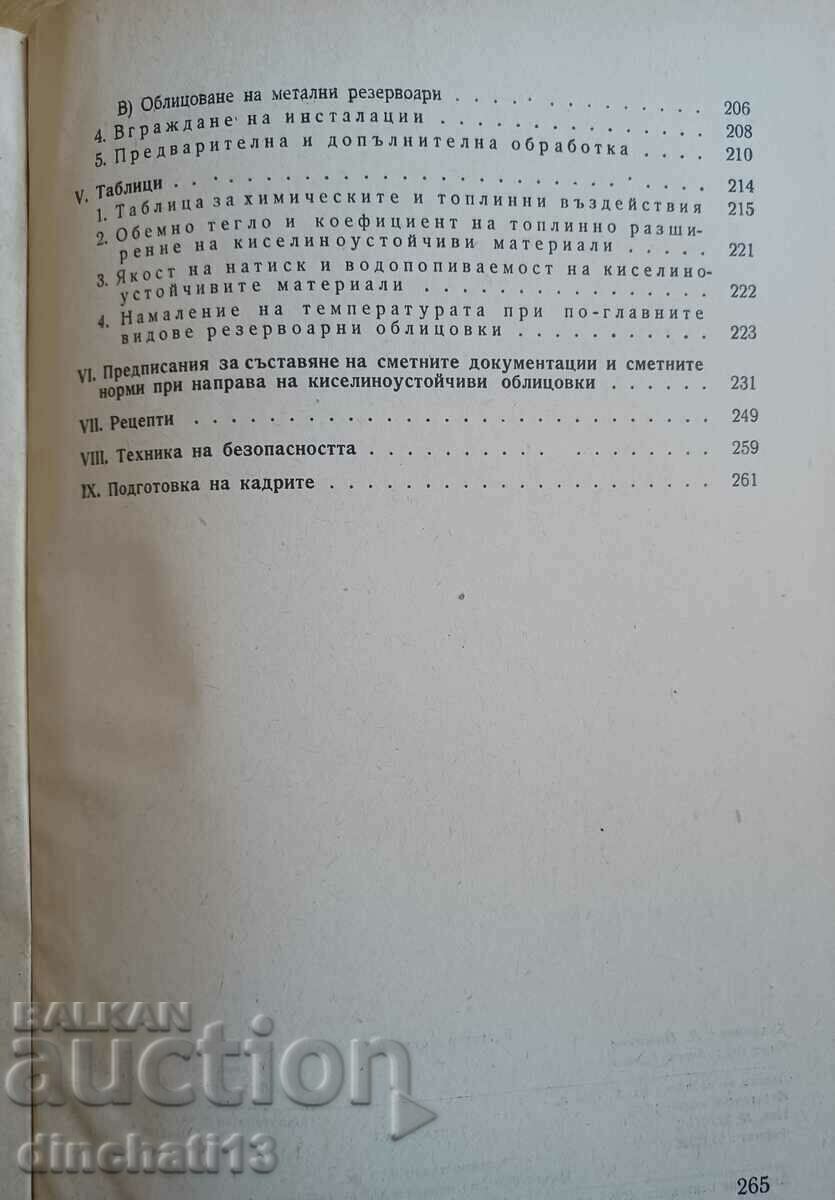 В) Облицоване на метални резервоари . . . . . . . . . . . . . . 206
4. Вграждане на инсталации . . . . . . . . . . . . . . . 208
5. Предварителна и допълнителна обработка . . . . 210
V. Таблици . . . . . . . . . . . . . . . . . . . . . . . . . . . 214
1. Таблица за химическите и топлинни въздействия 215
2. Обемно тегло и коефициент на топлинно разши-
рение на киселиноустойчиви материали . . . . . 221
3. Якост на натиск и водопопиваемост на киселино-
устойчивите материали . . . . . . . . . . . . . . . . 222
4. Намаление на температурата при по-главните
видове резервоарни облицовки . . . . . . . . . . . 223
VI. Предписания за съставяне на сметните документации и сметните
норми при направа на киселиноустойчиви облицовки . . . . . . 231
VII. Рецепти . . . . . . . . . . . . . . . . . . . . . . . . . . . 249
VIII. Техника на безопасността . . . . . . . . . . . . . . . . . . 259
IX. Подготовка на кадрите . . . . . . . . . . . . . . . . . . . . 261
BALKAN
auction
dinchati13
265